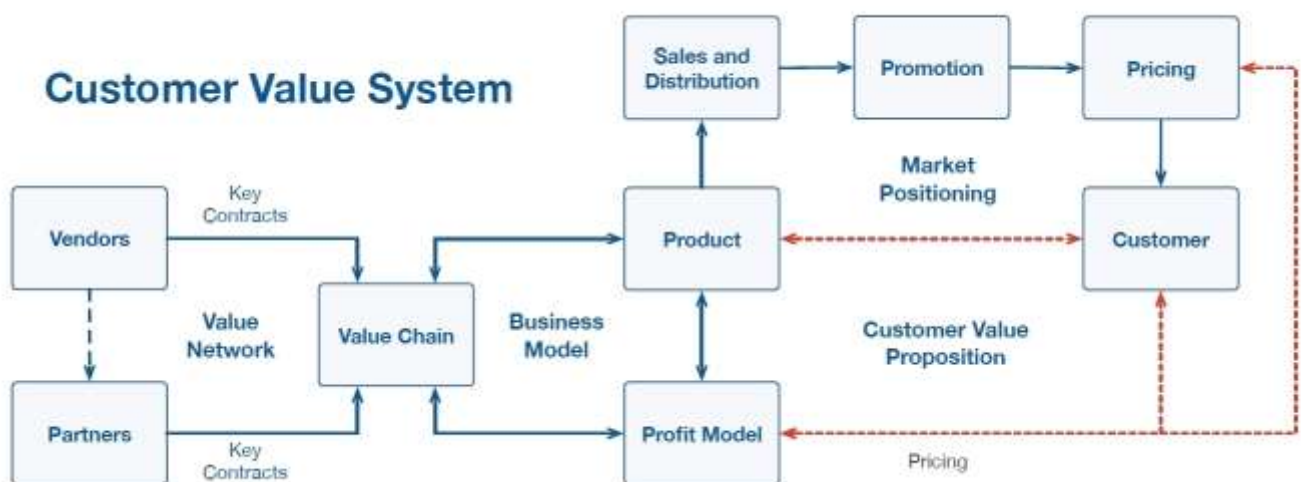 Customer Value System
Sales and
Distribution
Promotion
Pricing
Market
Positioning
Key
Contracts
Vendors
Product
Customer
Value
Network
Value Chain
Business
Model
Customer Value
Proposition
Partners
Key
Contracts
Profit Model
Pricing